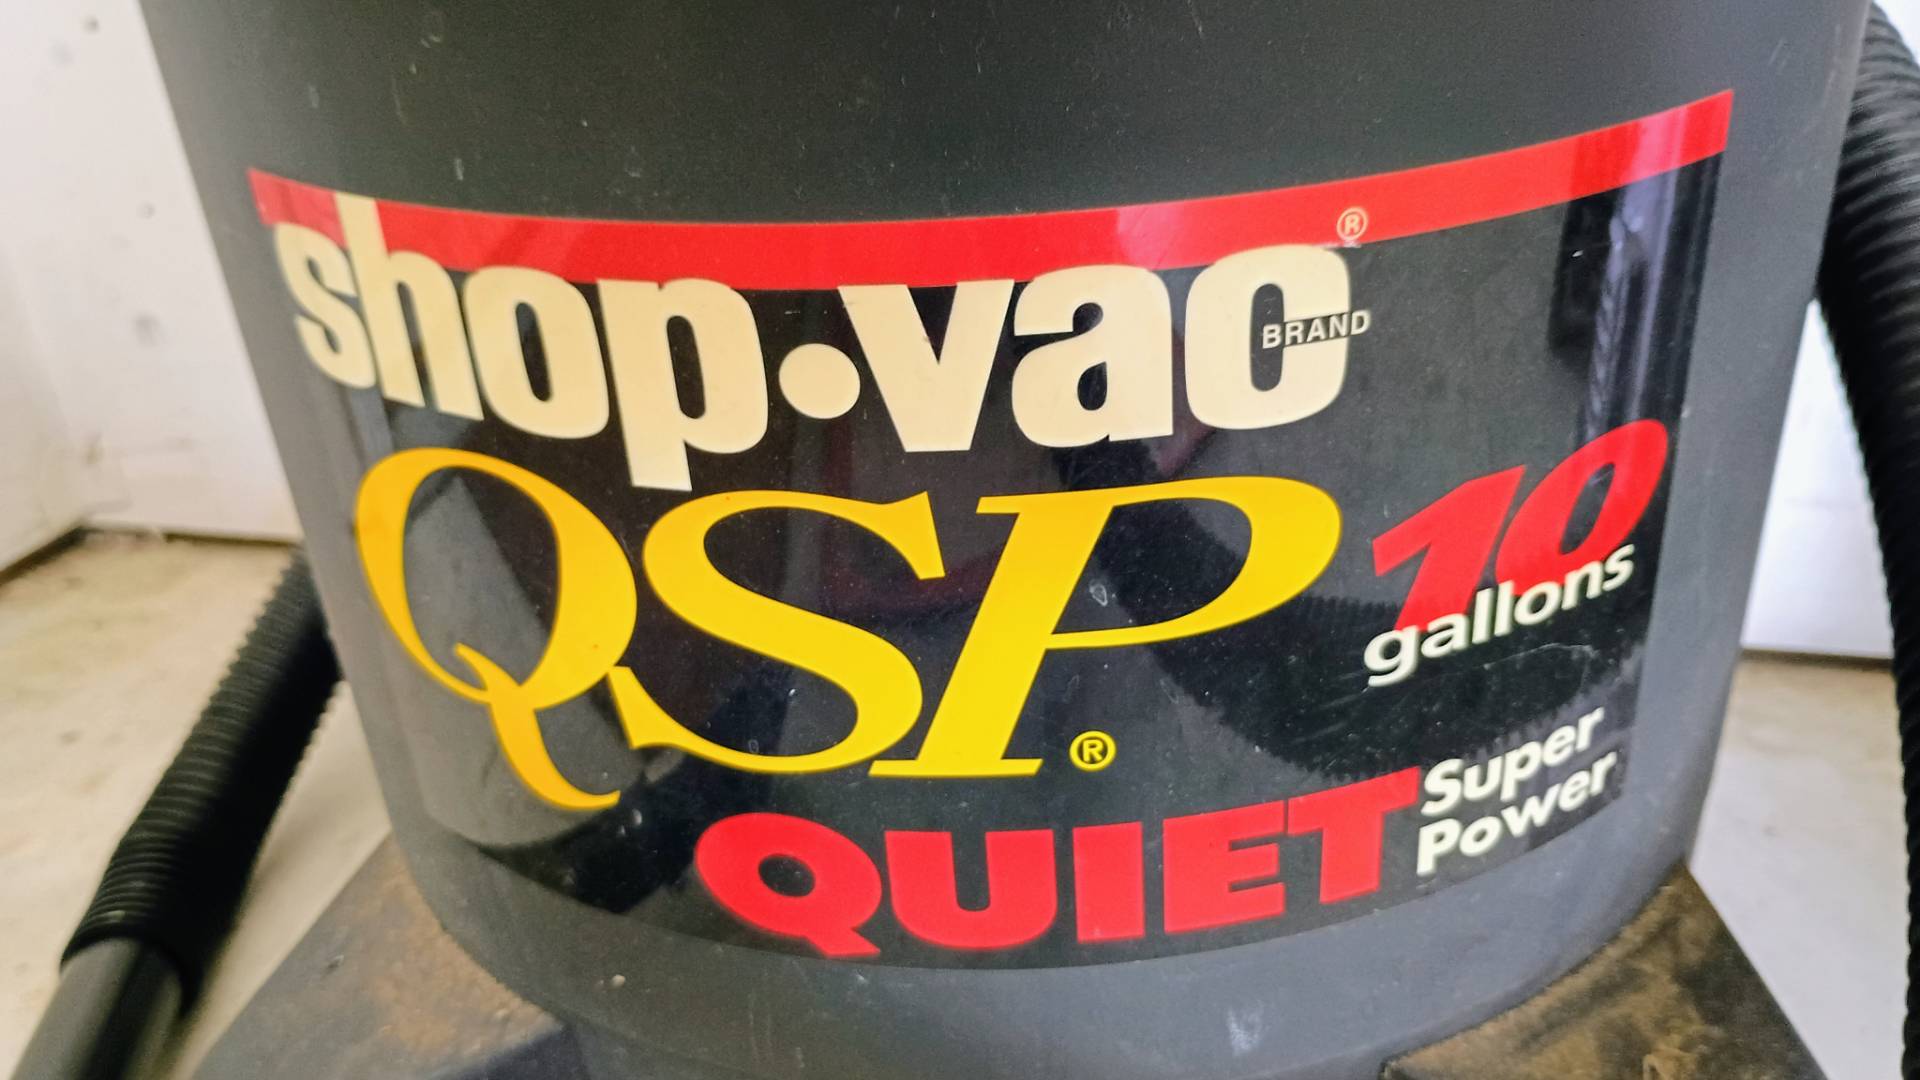 shop•vac®
BRAND
QSP®
10
gallons
QUIET
Super
Power